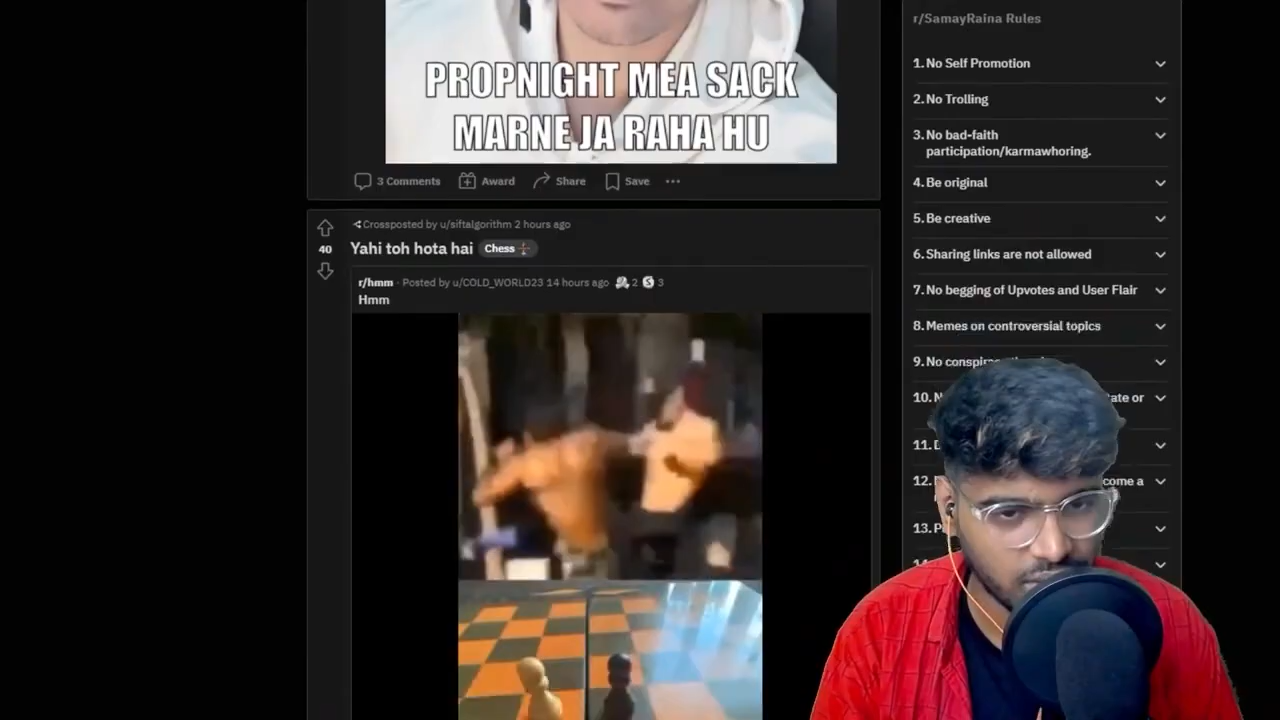 PROPNIGHT MEA SACK
MARNE JA RAHA HU
3 Comments Award Share Save
Crossposted by u/siftalgorithm 2 hours ago
40
Yahi toh hota hai Chess
r/hmm · Posted by u/COLD_WORLD23 14 hours ago 2 3
Hmm
r/SamayRaina Rules
1. No Self Promotion
2. No Trolling
3. No bad-faith
participation/karmawhoring.
4. Be original
5. Be creative
6. Sharing links are not allowed
7. No begging of Upvotes and User Flair
8. Memes on controversial topics
9. No
10.
11.
12. come a
13.